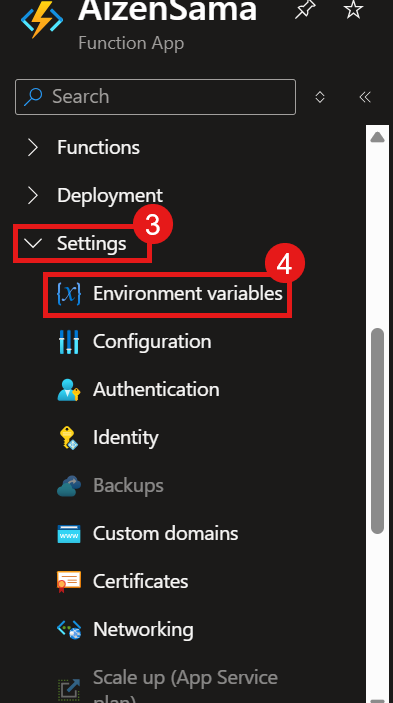 AizenSama
Function App
Search
Functions
Deployment
3
Settings
4
{x} Environment variables
Configuration
Authentication
Identity
Backups
Custom domains
www
Certificates
Networking
Scale up (App Service
plan)